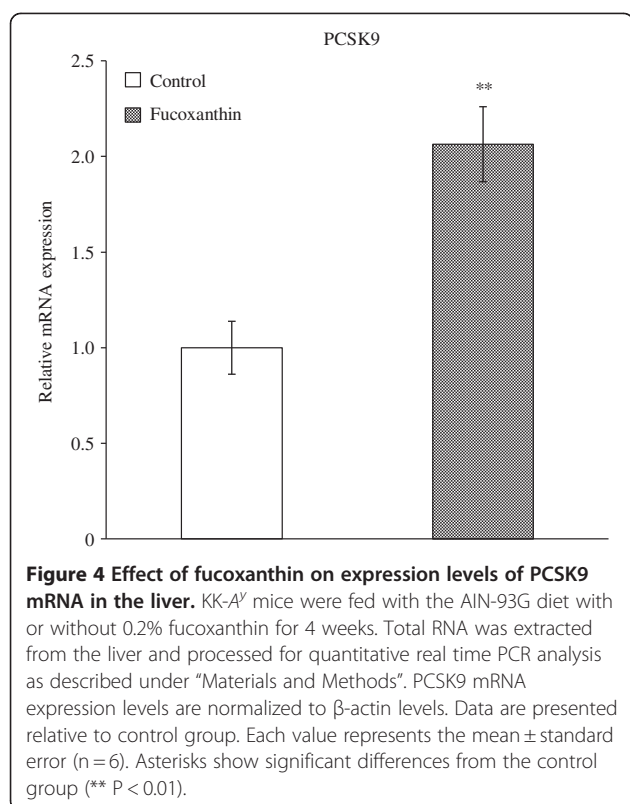 PCSK9
2.5
Control
Fucoxanthin
**
2.0
1.5
Relative mRNA expression
1.0
0.5
0
Figure 4 Effect of fucoxanthin on expression levels of PCSK9
mRNA in the liver. KK-Aʸ mice were fed with the AIN-93G diet with
or without 0.2% fucoxanthin for 4 weeks. Total RNA was extracted
from the liver and processed for quantitative real time PCR analysis
as described under “Materials and Methods”. PCSK9 mRNA
expression levels are normalized to β-actin levels. Data are presented
relative to control group. Each value represents the mean ± standard
error (n = 6). Asterisks show significant differences from the control
group (** P < 0.01).